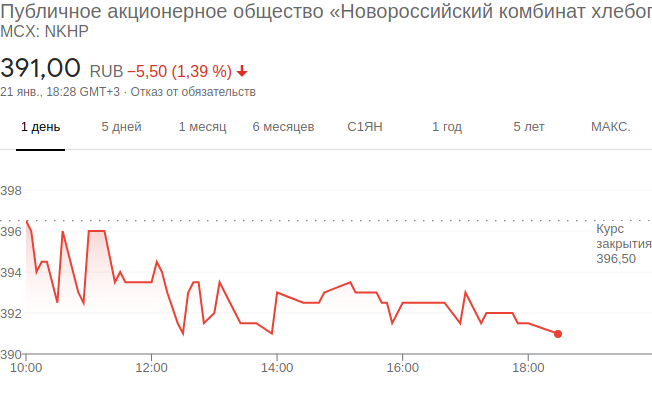 Публичное акционерное общество «Новороссийский комбинат
MCX: NKHP
391,00 RUB −5,50 (1,39 %)
21 янв., 18:28 GMT+3 · Отказ от обязательств
1 день 5 дней 1 месяц 6 месяцев С1ЯН 1 год 5 лет МАКС.
398
396
394
392
390
Курс
закрытия
396,50
10:00 12:00 14:00 16:00 18:00